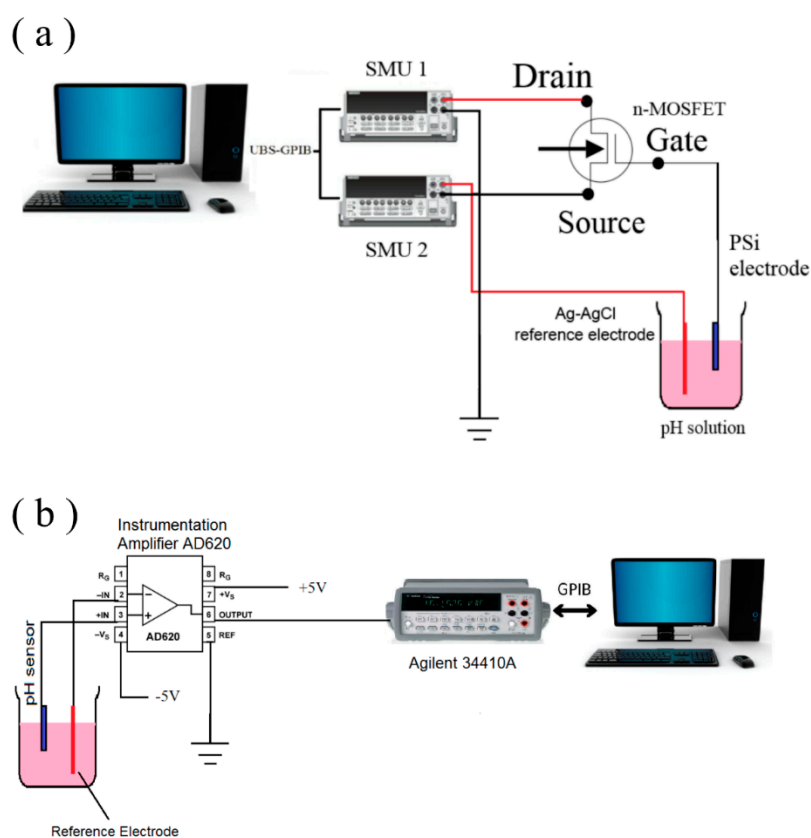 ( a )
SMU 1
Drain
n-MOSFET
Gate
UBS-GPIB
Source
SMU 2
PSi
electrode
Ag-AgCl
reference electrode
pH solution
( b )
Instrumentation
Amplifier AD620
RG 1 8 RG
–IN 2 7 +VS
+IN 3 6 OUTPUT
–VS 4 5 REF
AD620
+5V
-5V
pH sensor
GPIB
Agilent 34410A
Reference Electrode